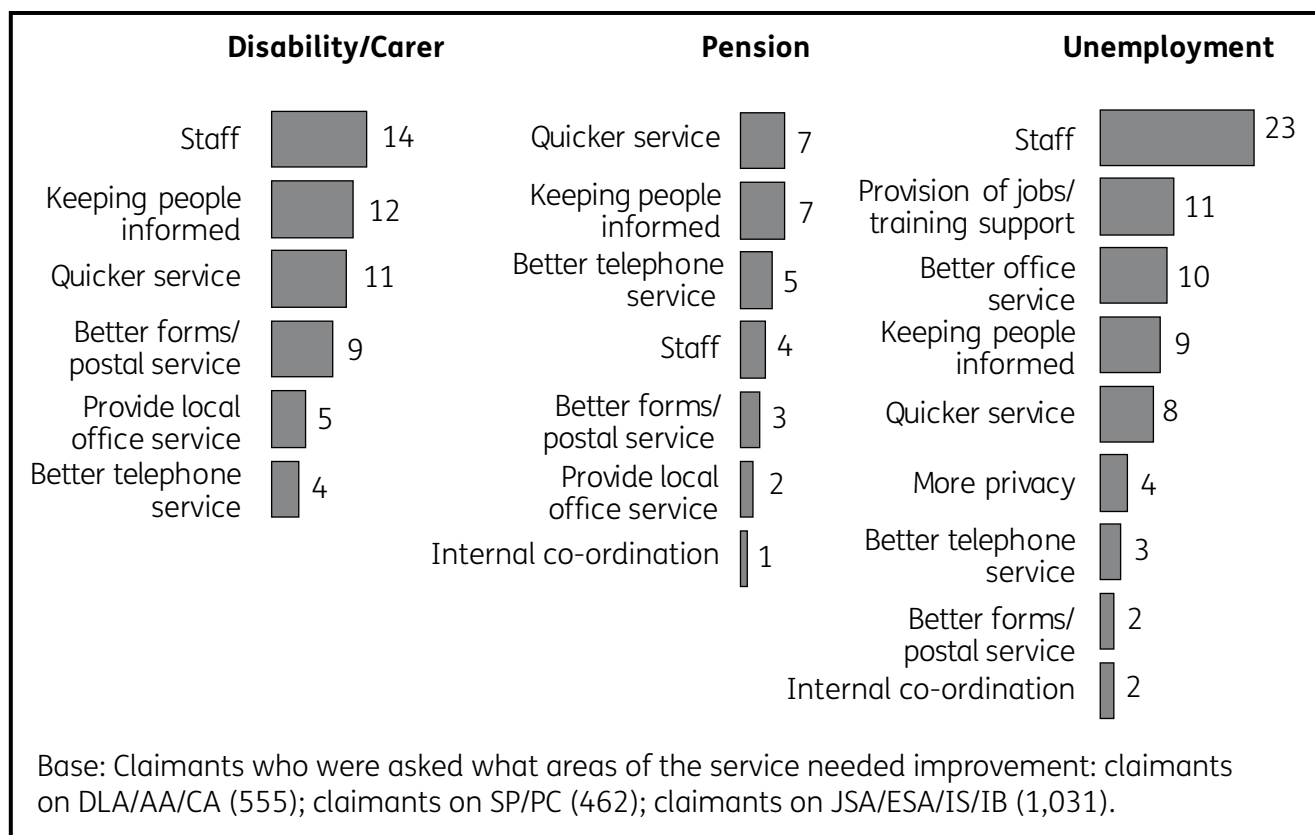 Disability/Carer
Staff
14
Keeping people
informed
12
Quicker service
11
Better forms/
postal service
9
Provide local
office service
5
Better telephone
service
4
Pension
Quicker service
7
Keeping people
informed
7
Better telephone
service
5
Staff
4
Better forms/
postal service
3
Provide local
office service
2
Internal co-ordination
1
Unemployment
Staff
23
Provision of jobs/
training support
11
Better office
service
10
Keeping people
informed
9
Quicker service
8
More privacy
4
Better telephone
service
3
Better forms/
postal service
2
Internal co-ordination
2
Base: Claimants who were asked what areas of the service needed improvement: claimants
on DLA/AA/CA (555); claimants on SP/PC (462); claimants on JSA/ESA/IS/IB (1,031).